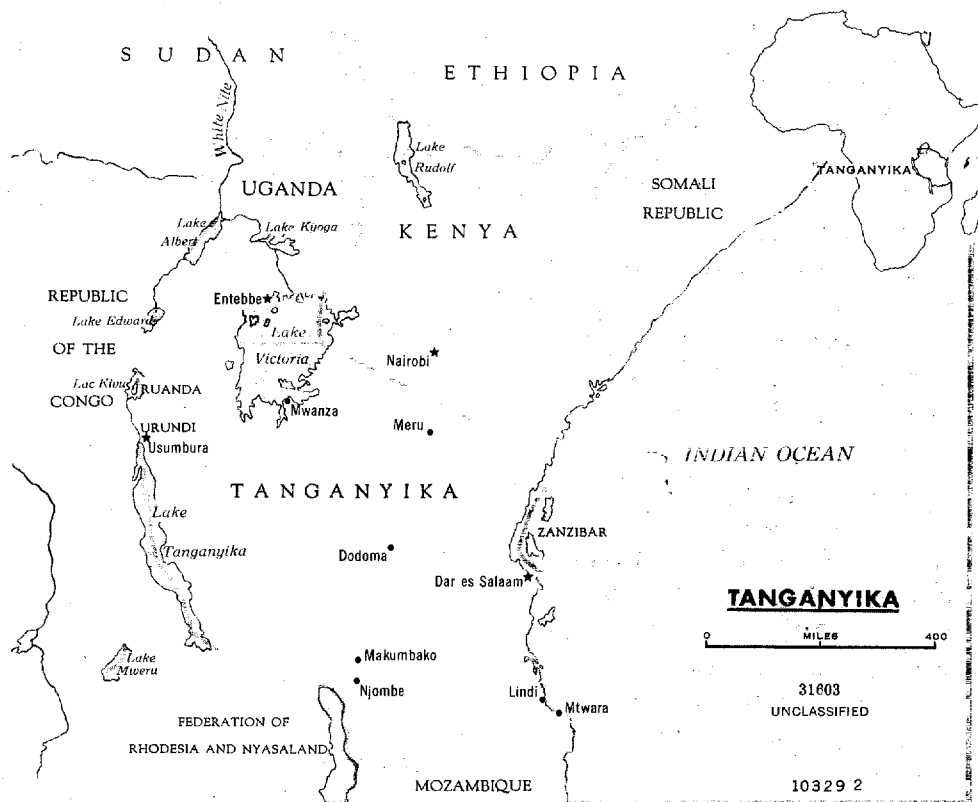 SUDAN
ETHIOPIA
White Nile
Lake
Rudolf
TANGANYIKA
UGANDA
SOMALI
REPUBLIC
Lake
Albert
Lake Kyoga
KENYA
REPUBLIC
OF THE
CONGO
Entebbe
Lake Edward
Lake
Victoria
Nairobi
Lac Kivu
RUANDA
Mwanza
Meru
URUNDI
Usumbura
INDIAN OCEAN
TANGANYIKA
Lake
Tanganyika
ZANZIBAR
Dodoma
Dar es Salaam
TANGANYIKA
0 MILES 400
Lake
Mweru
Makumbako
Njombe
Lindi
Mtwara
31603
UNCLASSIFIED
FEDERATION OF
RHODESIA AND NYASALAND
MOZAMBIQUE
10329 2